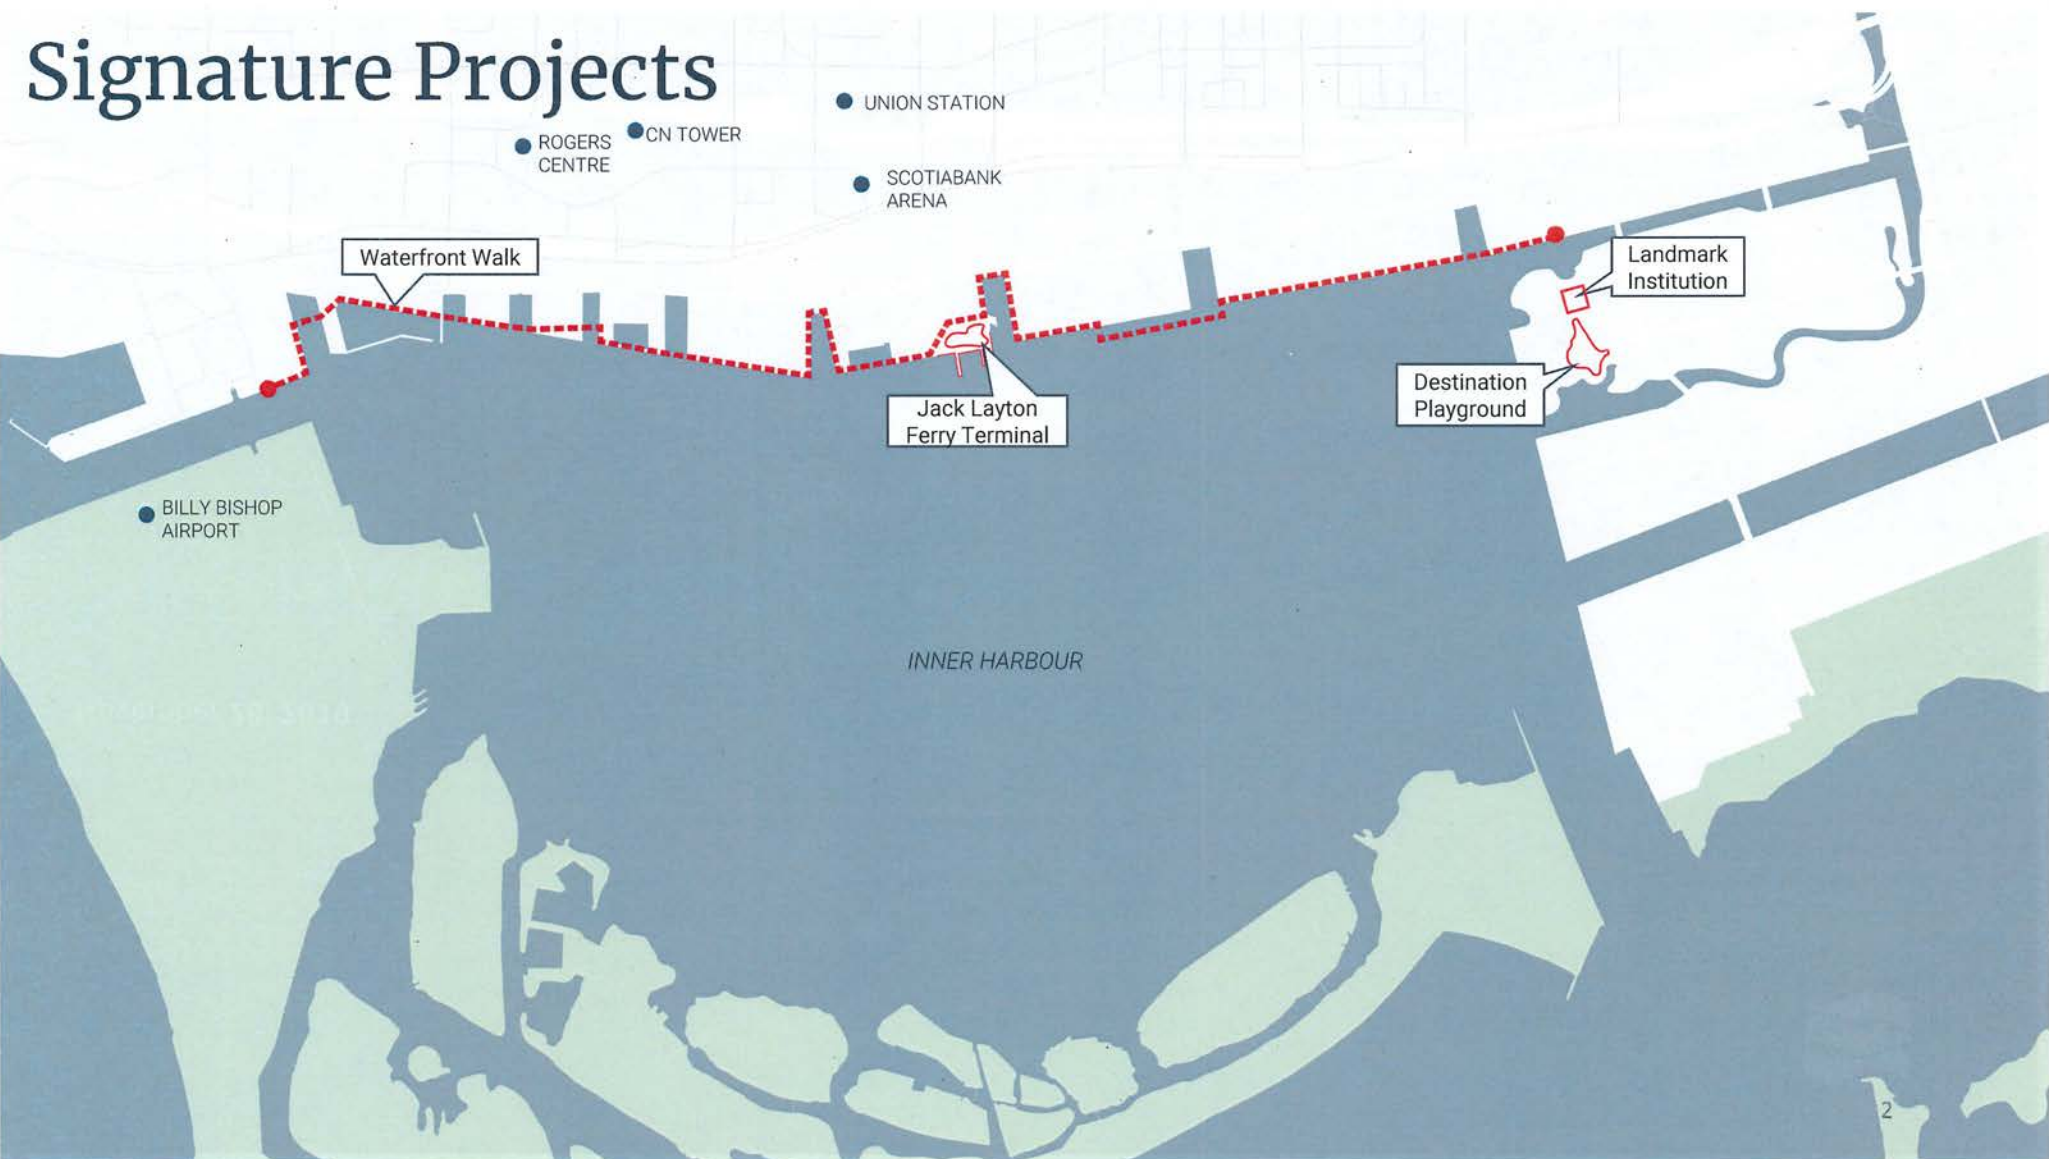 Signature Projects
UNION STATION
CN TOWER
ROGERS
CENTRE
SCOTIABANK
ARENA
Waterfront Walk
Landmark
Institution
Destination
Playground
Jack Layton
Ferry Terminal
BILLY BISHOP
AIRPORT
INNER HARBOUR
2